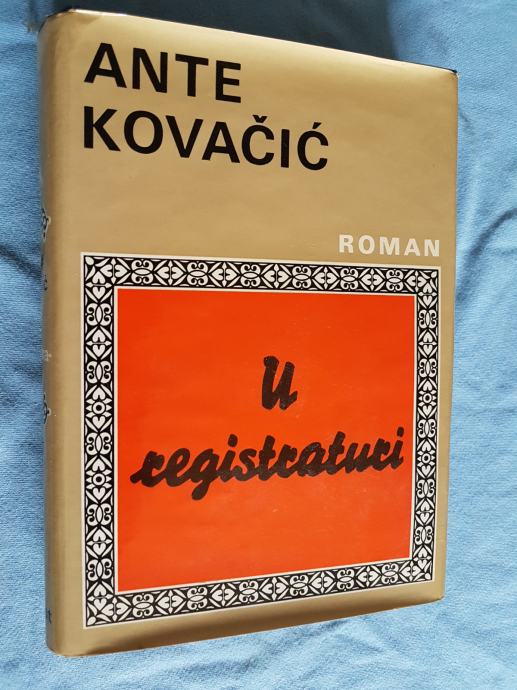 ANTE
KOVAČIĆ
ROMAN
U
registraturi